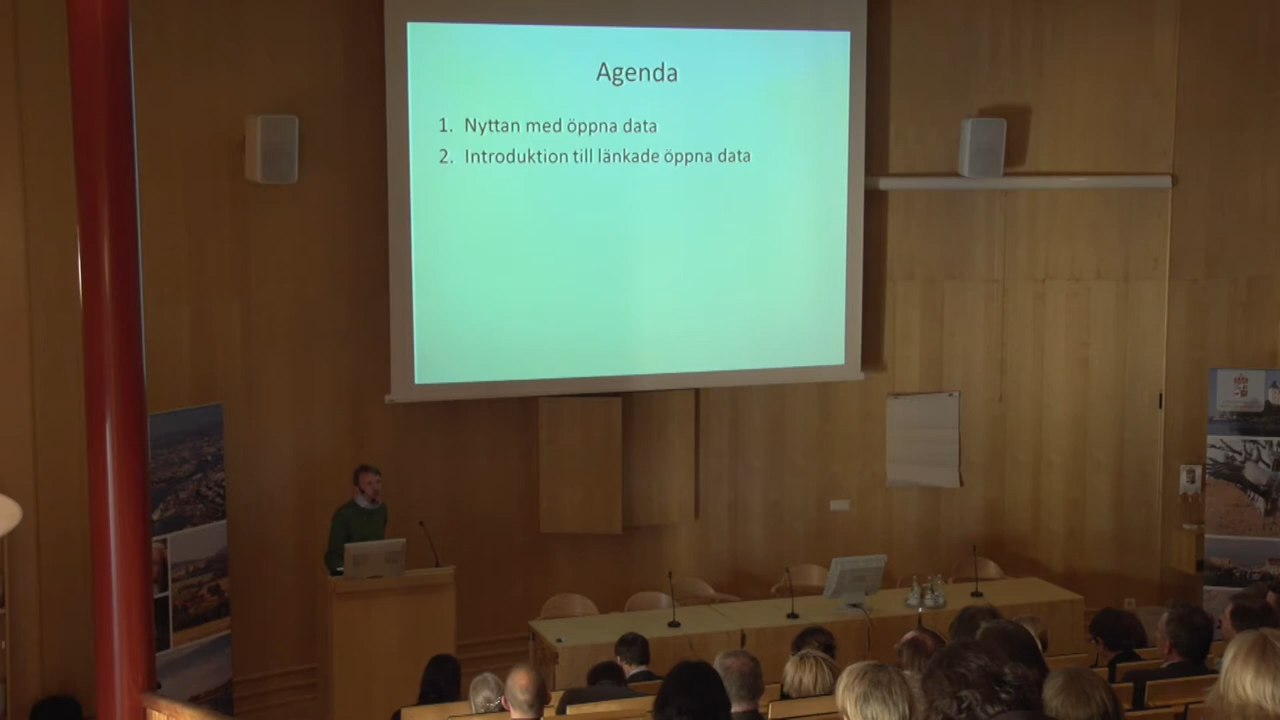 Agenda
1. Nyttan med öppna data
2. Introduktion till länkade öppna data